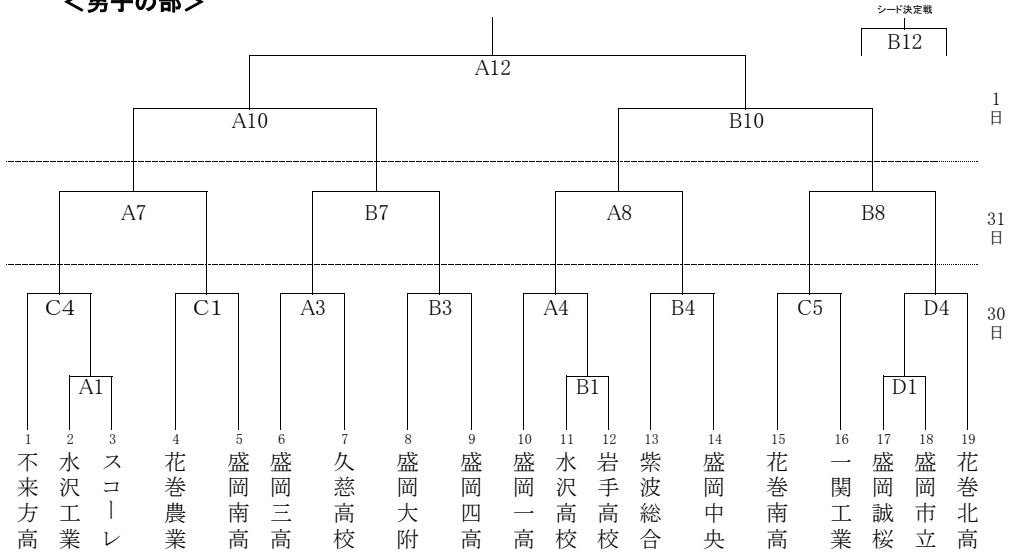 ＜男子の部＞
シード決定戦
B12
A12
1日
A10
B10
A7
B7
A8
B8
31日
C4
C1
A3
B3
A4
B4
C5
D4
30日
A1
B1
D1
1 不来方高
2 水沢工業
3 スコーレ
4 花巻農業
5 盛岡南高
6 盛岡三高
7 久慈高校
8 盛岡大附
9 盛岡四高
10 盛岡一高
11 水沢高校
12 岩手高校
13 紫波総合
14 盛岡中央
15 花巻南高
16 一関工業
17 盛岡誠桜
18 盛岡市立
19 花巻北高